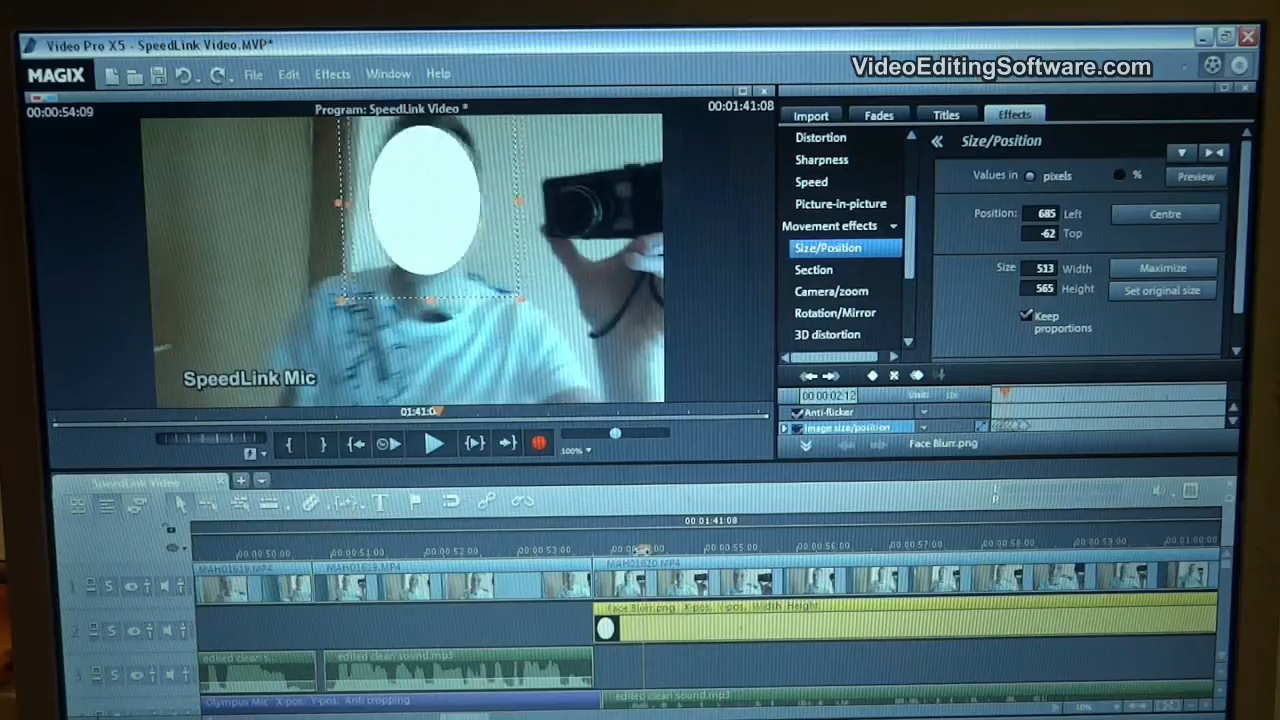 Video Pro X5 - SpeedLink Video.MVP*
MAGIX File Edit Effects Window Help
VideoEditingSoftware.com
00:00:54:09 Program: SpeedLink Video * 00:01:41:08
SpeedLink Mic
01:41:0
100%
Import Fades Titles Effects
Distortion
Sharpness
Speed
Picture-in-picture
Movement effects
Size/Position
Section
Camera/zoom
Rotation/Mirror
3D distortion
Size/Position
Values in pixels % Preview
Position: 685 Left Centre
-62 Top
Size 513 Width Maximize
565 Height Set original size
Keep
proportions
00:00:02:12
Anti-flicker
Image size/position
Face Blurr.png
SpeedLink Video
L
R
00:01:41:08
00:00:50:00 00:00:51:00 00:00:52:00 00:00:53:00 00:00:55:00 00:00:56:00 00:00:57:00 00:00:58:00 00:00:59:00 00:01:00:00
MAH01619.MP4 MAH01619.MP4 MAH01620.MP4
1 S
Face Blurr.png X-pos, Y-pos, Width, Height
2 S
edited clean s... edited clean sound.mp3
3 S
Olympus Mic X-pos, Y-pos, Anti cropping edited clean sound.mp3
10%